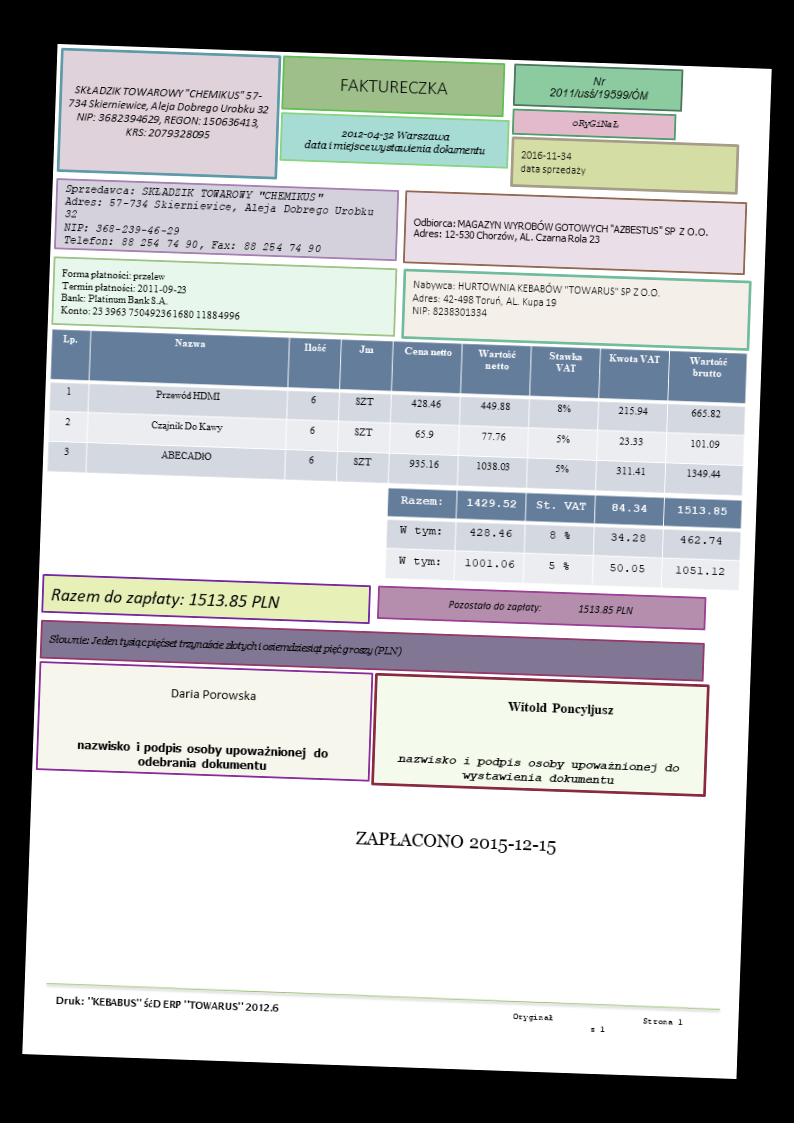 SKŁADZIK TOWAROWY "CHEMIKUS" 57-
734 Skierniewice, Aleja Dobrego Urobku 32
NIP: 3682394629, REGON: 150636413,
KRS: 2079328095
FAKTURECZKA
2012-04-32 Warszawa
data i miejsce wystawienia dokumentu
Nr
2011/usś/19599/ÓM
oRyGiNaŁ
2016-11-34
data sprzedaży
Sprzedawca: SKŁADZIK TOWAROWY "CHEMIKUS"
Adres: 57-734 Skierniewice, Aleja Dobrego Urobku
32
NIP: 368-239-46-29
Telefon: 88 254 74 90, Fax: 88 254 74 90
Odbiorca: MAGAZYN WYROBÓW GOTOWYCH "AZBESTUS" SP Z O.O.
Adres: 12-530 Chorzów, AL. Czarna Rola 23
Forma płatności: przelew
Termin płatności: 2011-09-23
Bank: Platinum Bank S.A.
Konto: 23 3963 7504 9236 1680 1188 4996
Nabywca: HURTOWNIA KEBABÓW "TOWARUS" SP Z O.O.
Adres: 42-498 Toruń, AL. Kupa 19
NIP: 8238301334
Lp. Nazwa Ilość Jm Cena netto Wartość netto Stawka VAT Kwota VAT Wartość brutto
1 Przewód HDMI 6 SZT 428.46 449.88 8% 215.94 665.82
2 Czajnik Do Kawy 6 SZT 65.9 77.76 5% 23.33 101.09
3 ABECADŁO 6 SZT 935.16 1038.03 5% 311.41 1349.44
Razem: 1429.52 St. VAT 84.34 1513.85
W tym: 428.46 8 % 34.28 462.74
W tym: 1001.06 5 % 50.05 1051.12
Razem do zapłaty: 1513.85 PLN
Pozostało do zapłaty: 1513.85 PLN
Słownie: Jeden tysiąc pięćset trzynaście złotych i osiemdziesiąt pięć groszy (PLN)
Daria Porowska
nazwisko i podpis osoby upoważnionej do
odebrania dokumentu
Witold Poncyljusz
nazwisko i podpis osoby upoważnionej do
wystawienia dokumentu
ZAPŁACONO 2015-12-15
Druk: "KEBABUS" ŚćD ERP "TOWARUS" 2012.6
Oryginał
Strona 1
z 1